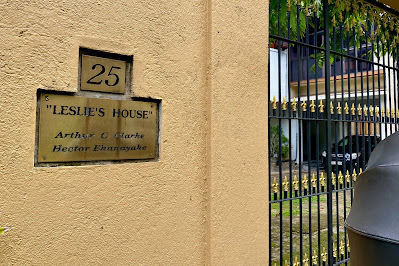 25
"LESLIE'S HOUSE"
Arthur C Clarke
Hector Ekanayake